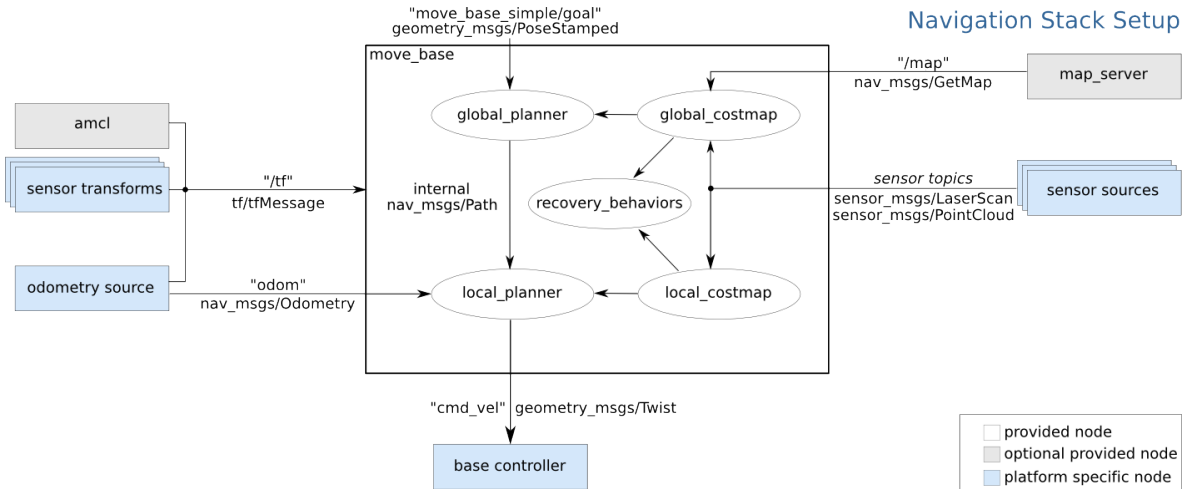 Navigation Stack Setup
"move_base_simple/goal"
geometry_msgs/PoseStamped
move_base
"/map"
nav_msgs/GetMap
map_server
amcl
global_planner
global_costmap
sensor transforms
"/tf"
tf/tfMessage
internal
nav_msgs/Path
recovery_behaviors
sensor topics
sensor_msgs/LaserScan
sensor_msgs/PointCloud
sensor sources
odometry source
"odom"
nav_msgs/Odometry
local_planner
local_costmap
"cmd_vel" geometry_msgs/Twist
base controller
provided node
optional provided node
platform specific node